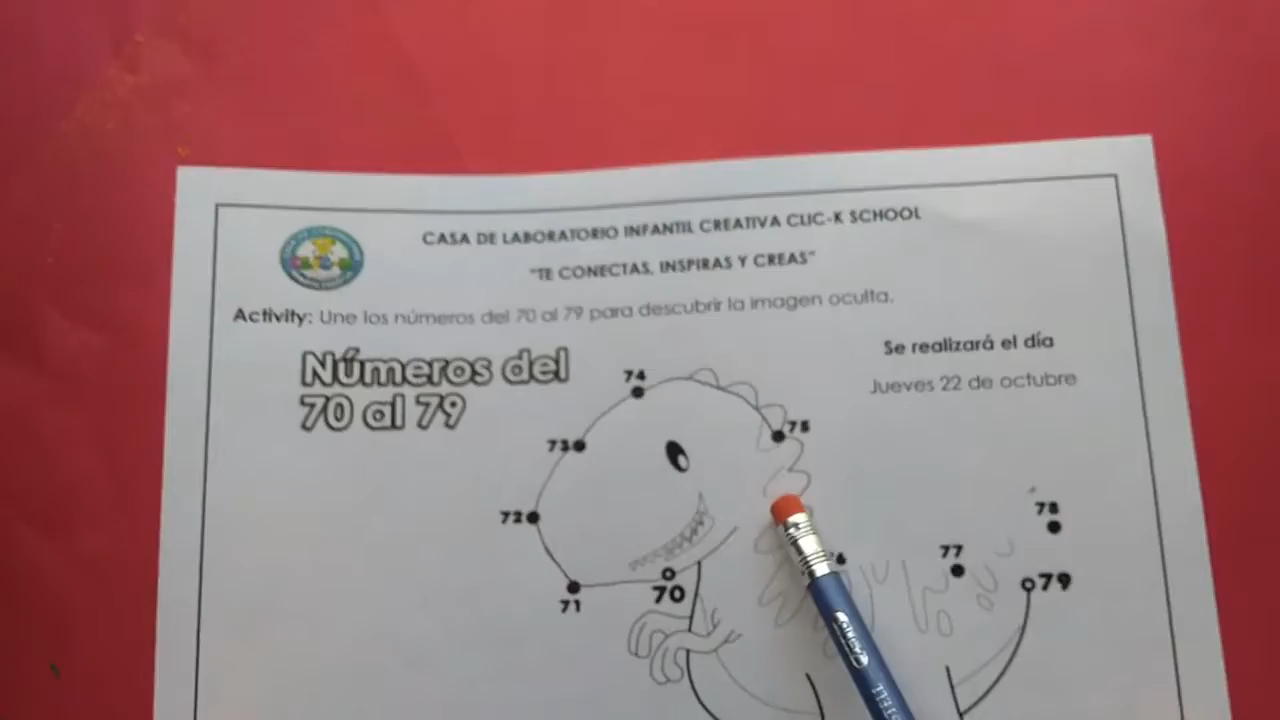 CASA DE LABORATORIO INFANTIL CREATIVA CLIC-K SCHOOL
"TE CONECTAS, INSPIRAS Y CREAS"
Activity: Une los números del 70 al 79 para descubrir la imagen oculta.
Se realizará el día
Jueves 22 de octubre
Números del
70 al 79
74
75
73
72
78
77
79
71
70